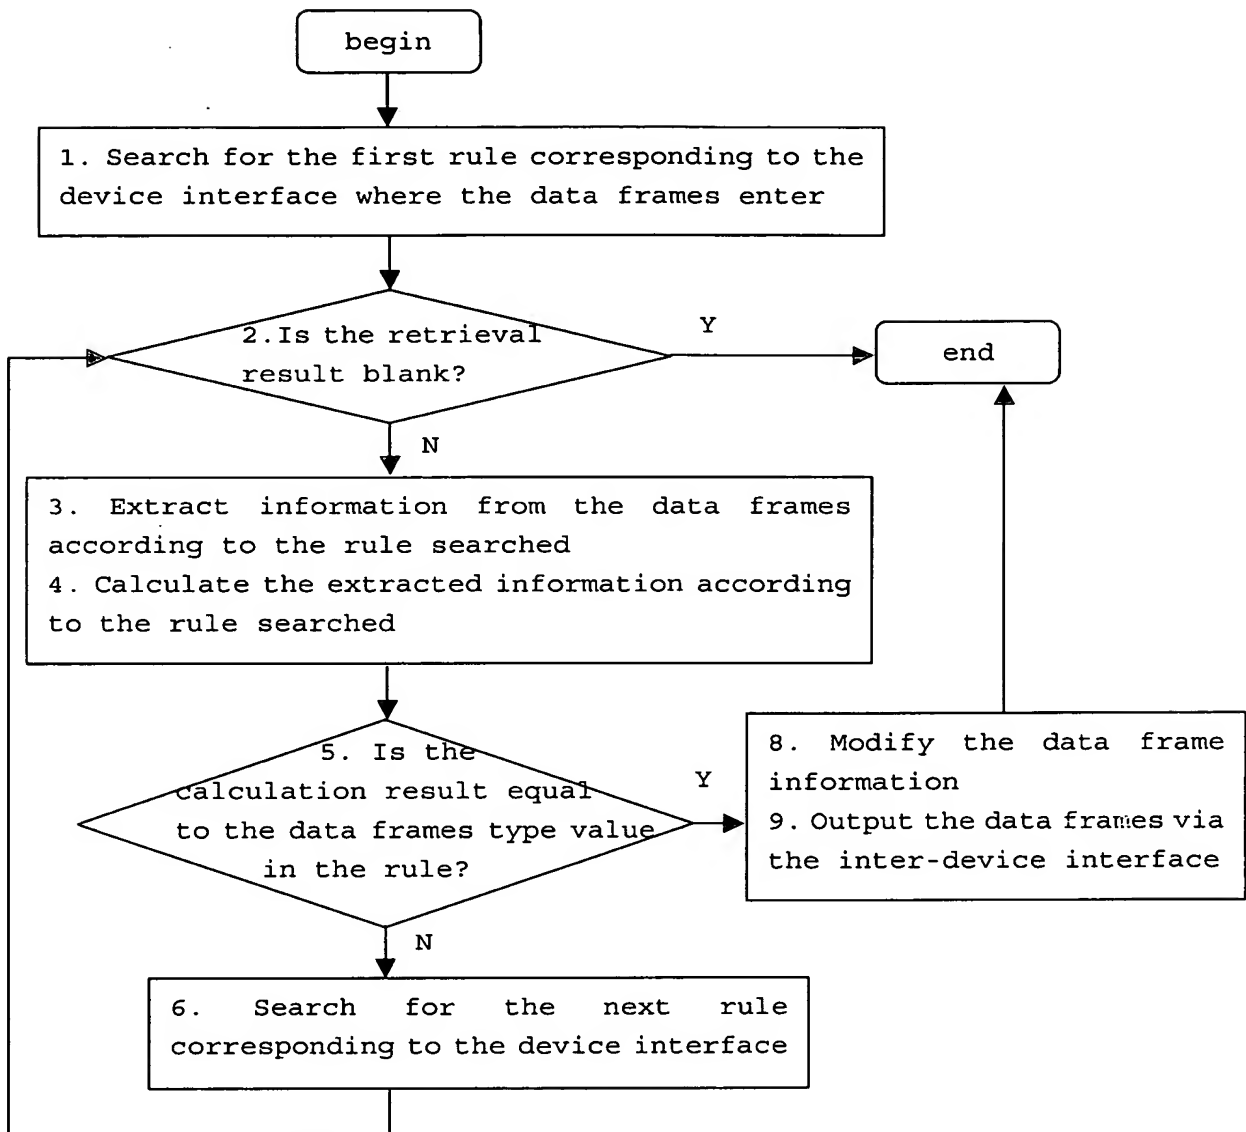 begin
1. Search for the first rule corresponding to the
device interface where the data frames enter
2.Is the retrieval
result blank?
Y
end
N
3. Extract information from the data frames
according to the rule searched
4. Calculate the extracted information according
to the rule searched
5. Is the
calculation result equal
to the data frames type value
in the rule?
Y
8. Modify the data frame
information
9. Output the data frames via
the inter-device interface
N
6. Search for the next rule
corresponding to the device interface